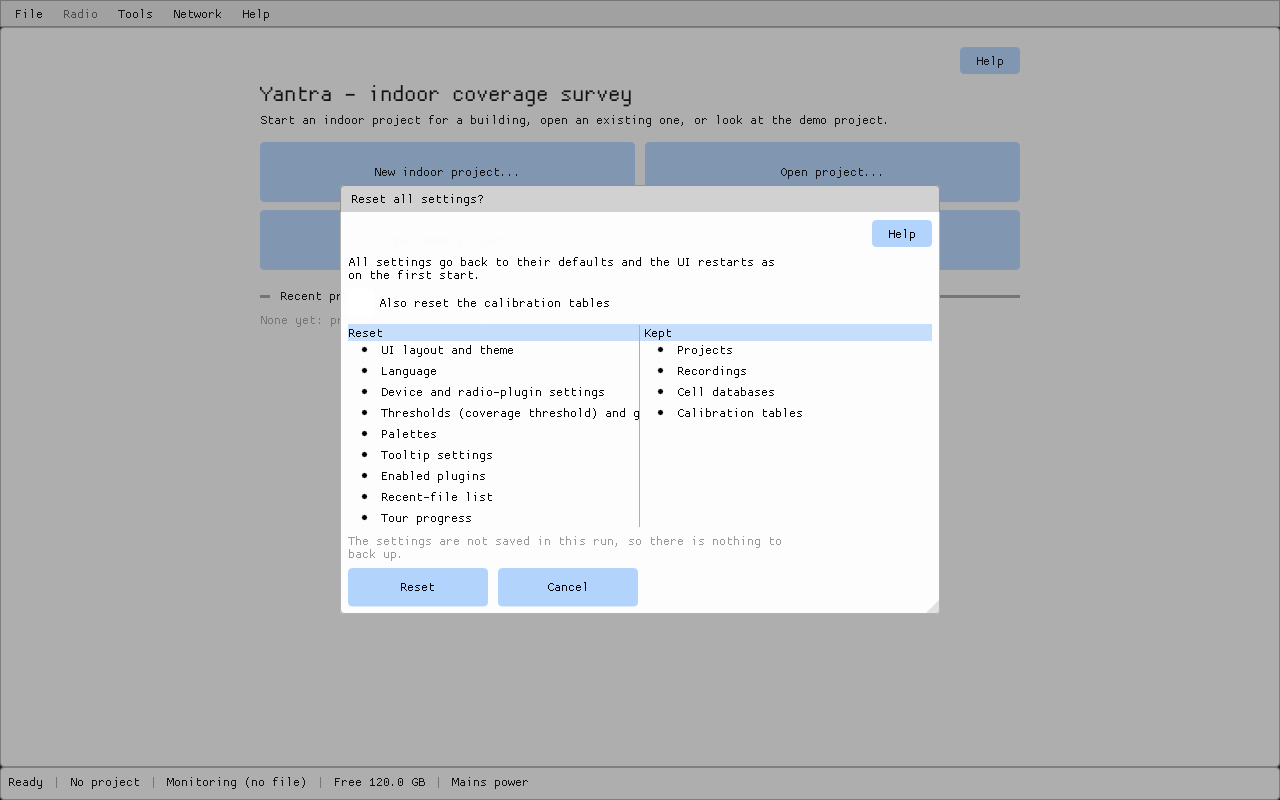 File Radio Tools Network Help
Help
Yantra - indoor coverage survey
Start an indoor project for a building, open an existing one, or look at the demo project.
New indoor project... Open project...
Reset all settings?
Help
All settings go back to their defaults and the UI restarts as
on the first start.
Recent
Also reset the calibration tables
None yet:
Reset Kept
• UI layout and theme • Projects
• Language • Recordings
• Device and radio-plugin settings • Cell databases
• Thresholds (coverage threshold) and • Calibration tables
• Palettes
• Tooltip settings
• Enabled plugins
• Recent-file list
• Tour progress
The settings are not saved in this run, so there is nothing to
back up.
Reset Cancel
Ready | No project | Monitoring (no file) | Free 120.0 GB | Mains power